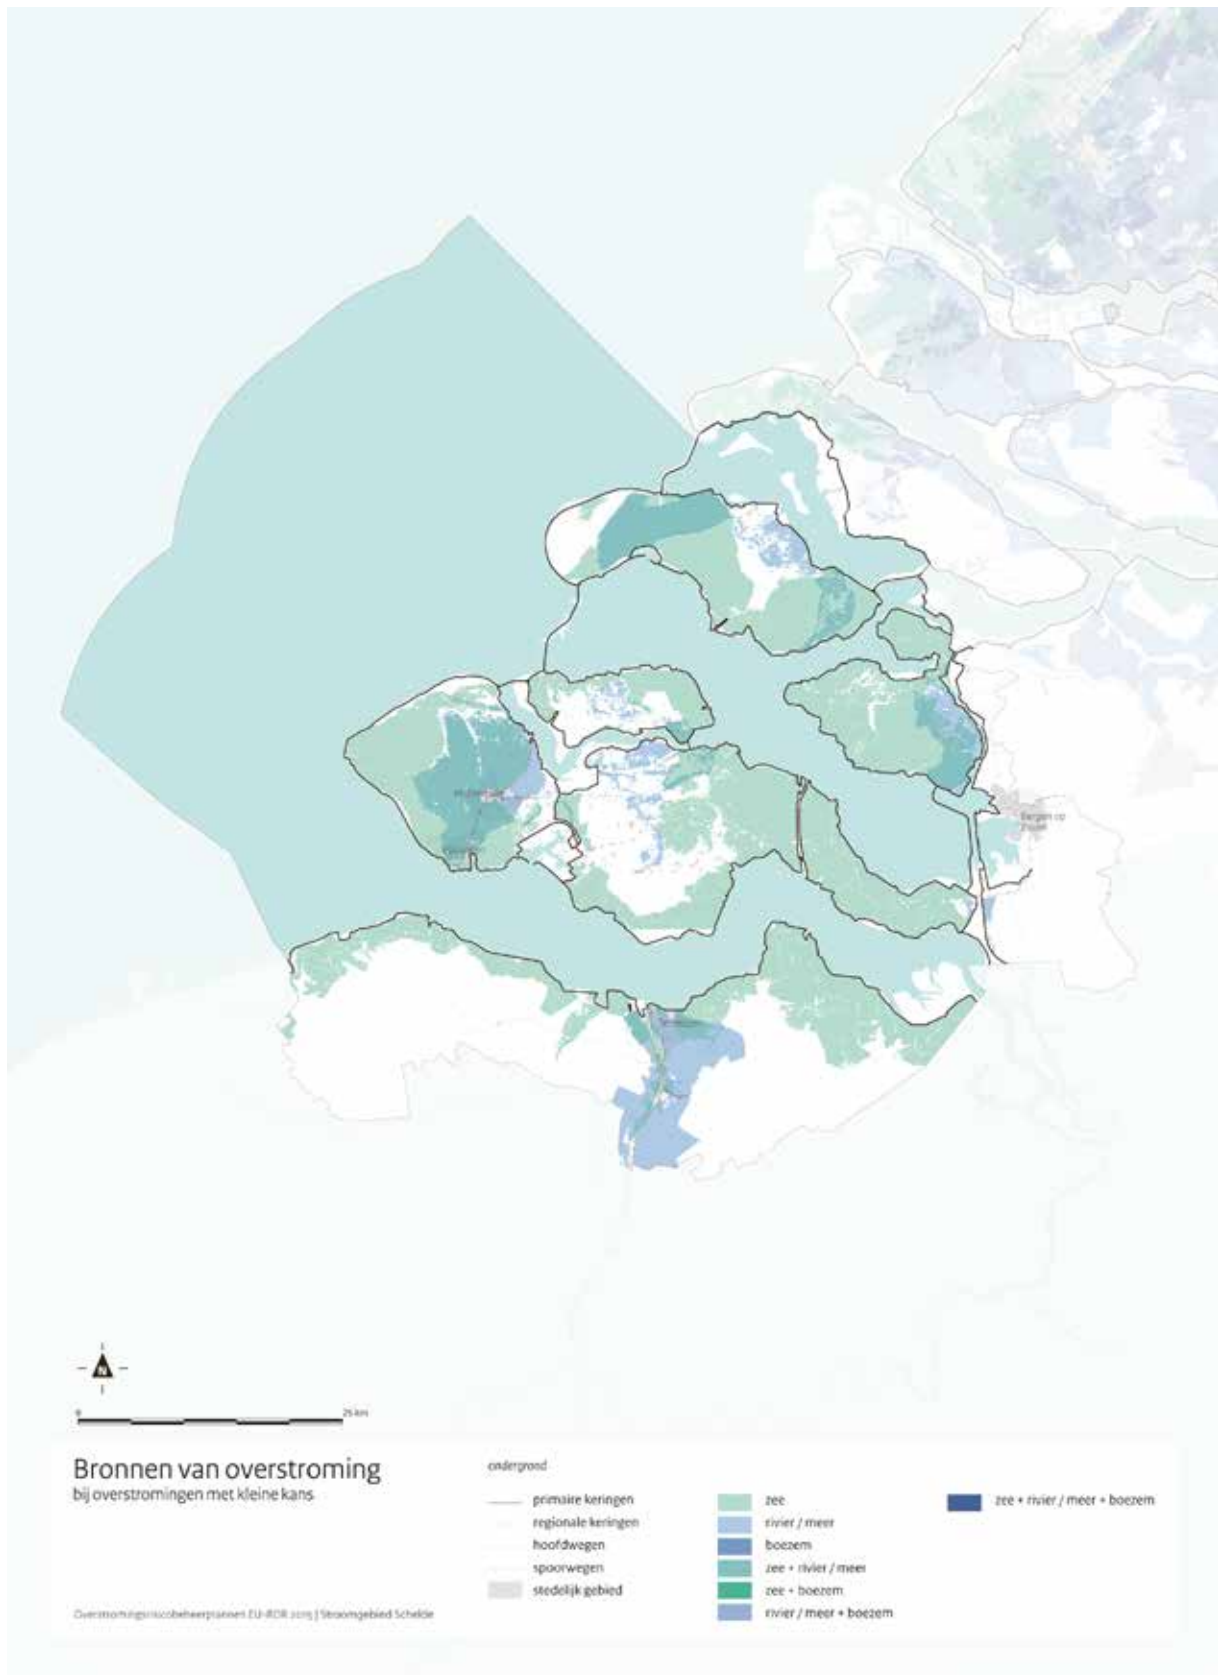 Bergen op
Zoom
N
0 25 km
Bronnen van overstroming
bij overstromingen met kleine kans
Overstromingsrisicobeheerplannen EU-ROR 2015 | Stroomgebied Schelde
ondergrond
primaire keringen
regionale keringen
hoofdwegen
spoorwegen
stedelijk gebied
zee
rivier / meer
boezem
zee + rivier / meer
zee + boezem
rivier / meer + boezem
zee + rivier / meer + boezem